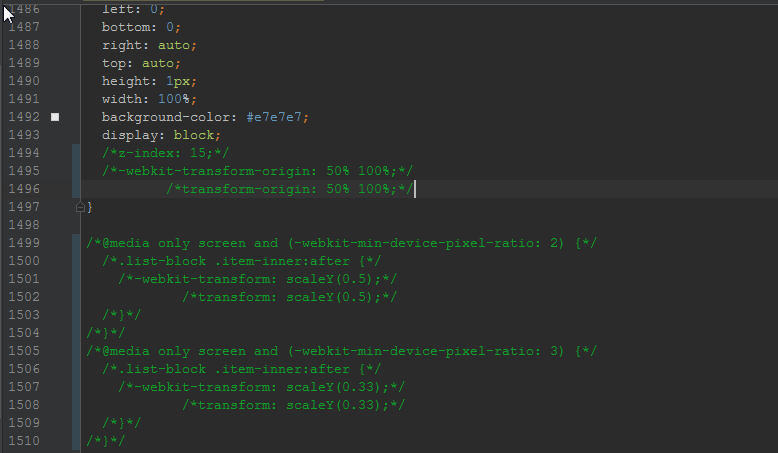 1486 left: 0;
1487 bottom: 0;
1488 right: auto;
1489 top: auto;
1490 height: 1px;
1491 width: 100%;
1492 background-color: #e7e7e7;
1493 display: block;
1494 /*z-index: 15;*/
1495 /*-webkit-transform-origin: 50% 100%;*/
1496 /*transform-origin: 50% 100%;*/
1497 }
1498
1499 /*@media only screen and (-webkit-min-device-pixel-ratio: 2) {*/
1500 /*.list-block .item-inner:after {*/
1501 /*-webkit-transform: scaleY(0.5);*/
1502 /*transform: scaleY(0.5);*/
1503 /*}*/
1504 /*}*/
1505 /*@media only screen and (-webkit-min-device-pixel-ratio: 3) {*/
1506 /*.list-block .item-inner:after {*/
1507 /*-webkit-transform: scaleY(0.33);*/
1508 /*transform: scaleY(0.33);*/
1509 /*}*/
1510 /*}*/